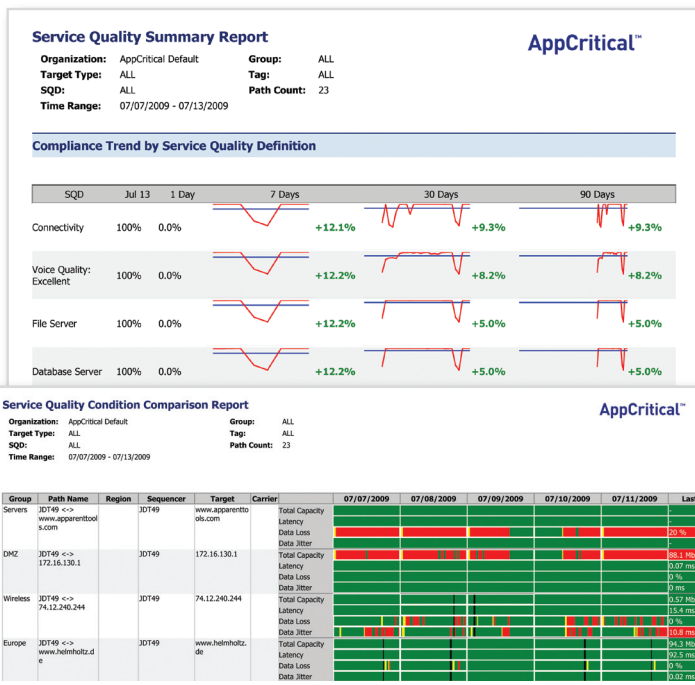 Service Quality Summary Report
AppCritical™
Organization: AppCritical Default Group: ALL
Target Type: ALL Tag: ALL
SQD: ALL Path Count: 23
Time Range: 07/07/2009 - 07/13/2009
Compliance Trend by Service Quality Definition
SQD Jul 13 1 Day 7 Days 30 Days 90 Days
Connectivity 100% 0.0% +12.1% +9.3% +9.3%
Voice Quality:
Excellent 100% 0.0% +12.2% +8.2% +8.2%
File Server 100% 0.0% +12.2% +5.0% +5.0%
Database Server 100% 0.0% +12.2% +5.0% +5.0%
Service Quality Condition Comparison Report
AppCritical™
Organization: AppCritical Default Group: ALL
Target Type: ALL Tag: ALL
SQD: ALL Path Count: 23
Time Range: 07/07/2009 - 07/13/2009
Group Path Name Region Sequencer Target Carrier 07/07/2009 07/08/2009 07/09/2009 07/10/2009 07/11/2009 Las
Servers JDT49 <-> JDT49 www.apparentto Total Capacity -
www.apparenttool ols.com Latency -
s.com Data Loss 20 %
Data Jitter -
DMZ JDT49 <-> JDT49 172.16.130.1 Total Capacity 88.1 Mb
172.16.130.1 Latency 0.07 ms
Data Loss 0 %
Data Jitter 0 ms
Wireless JDT49 <-> JDT49 74.12.240.244 Total Capacity 0.57 Mb
74.12.240.244 Latency 15.4 ms
Data Loss 0 %
Data Jitter 10.8 ms
Europe JDT49 <-> JDT49 www.helmholtz. Total Capacity 94.3 Mb
www.helmholtz.d de Latency 92.5 ms
e Data Loss 0 %
Data Jitter 0.02 ms